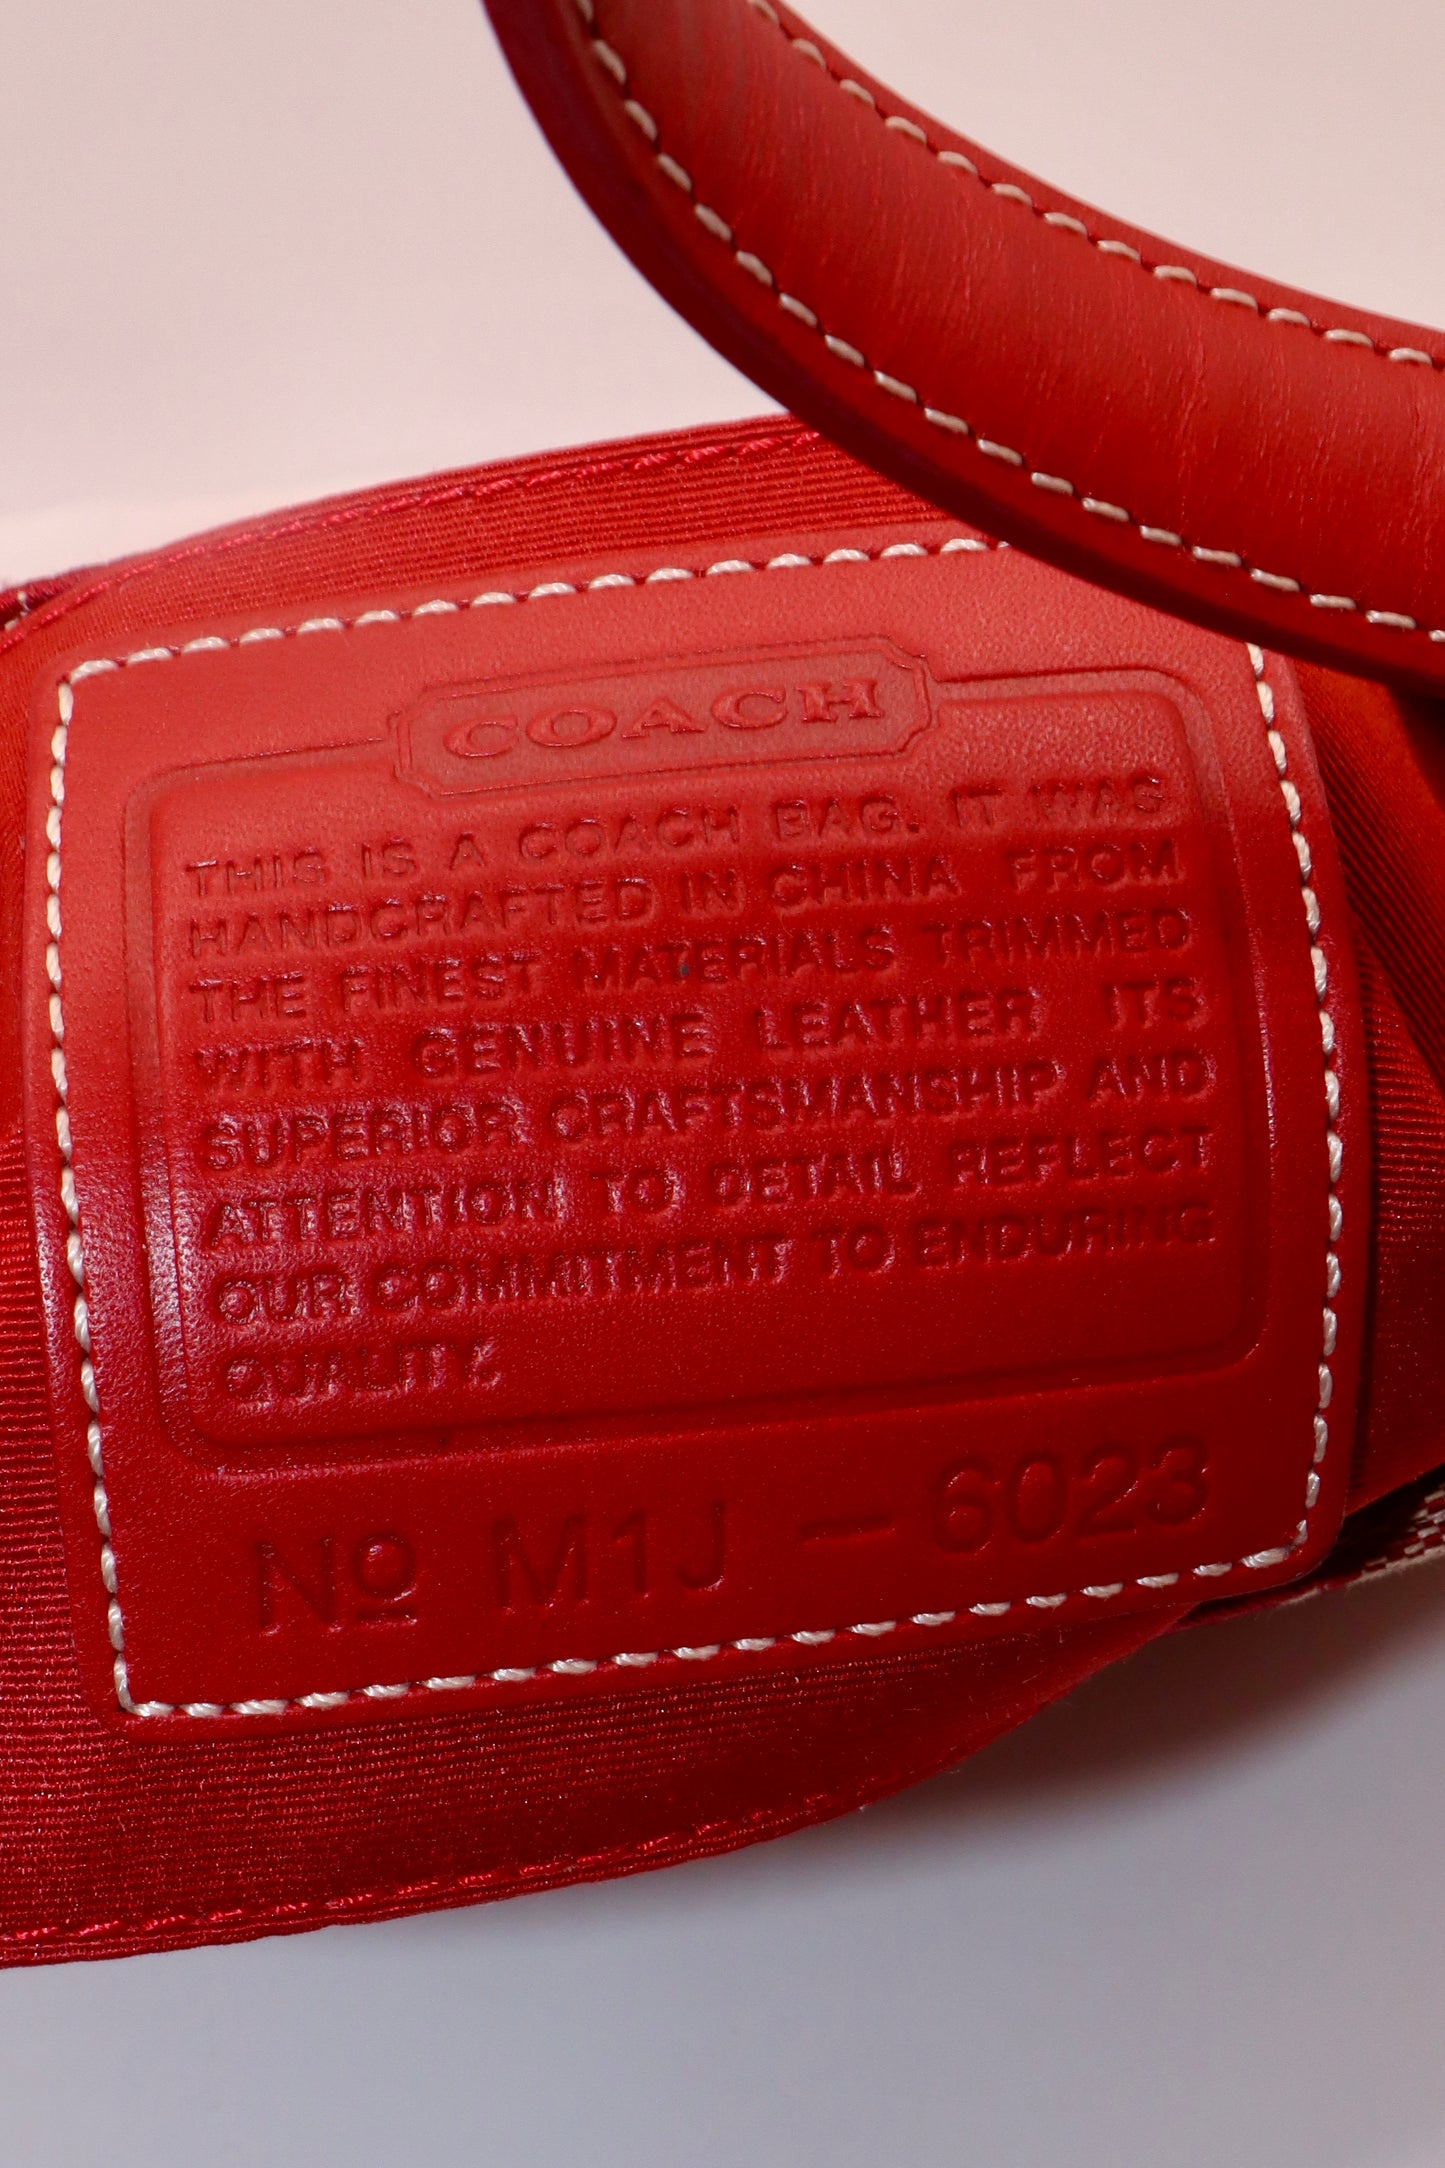 COACH
THIS IS A COACH BAG. IT WAS
HANDCRAFTED IN CHINA FROM
THE FINEST MATERIALS TRIMMED
WITH GENUINE LEATHER ITS
SUPERIOR CRAFTSMANSHIP AND
ATTENTION TO DETAIL REFLECT
OUR COMMITMENT TO ENDURING
QUALITY.
Nº M1J-6023